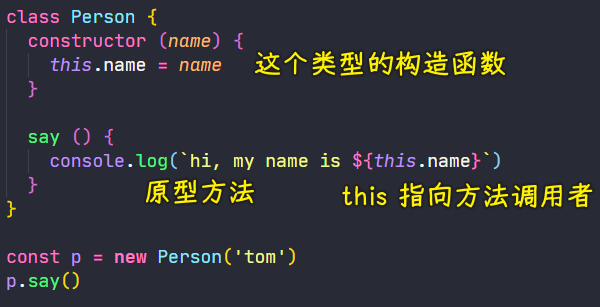 class Person {
constructor (name) {
this.name = name 这个类型的构造函数
}
say () {
console.log(`hi, my name is ${this.name}`)
} 原型方法 this 指向方法调用者
}
const p = new Person('tom')
p.say()